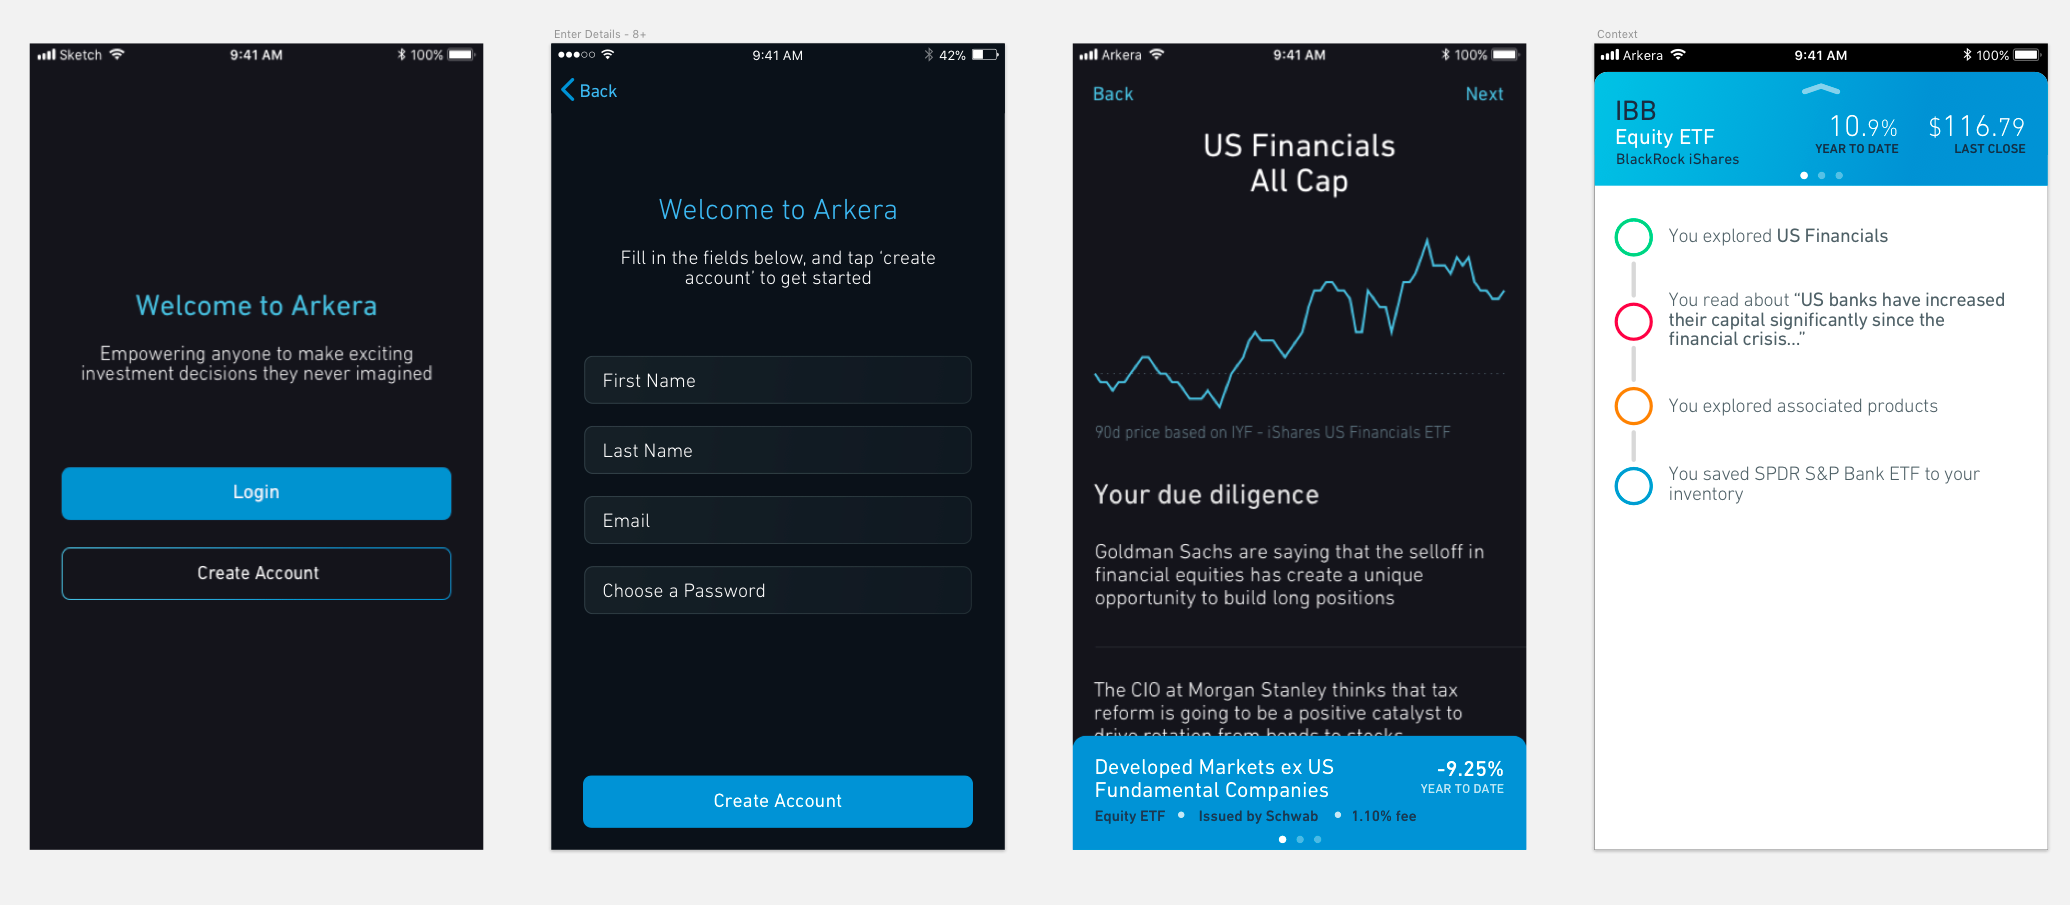 Sketch
9:41 AM
100%
Welcome to Arkera
Empowering anyone to make exciting
investment decisions they never imagined
Login
Create Account
Enter Details - 8+
9:41 AM
42%
Back
Welcome to Arkera
Fill in the fields below, and tap ‘create
account’ to get started
First Name
Last Name
Email
Choose a Password
Create Account
Arkera
9:41 AM
100%
Back
Next
US Financials
All Cap
90d price based on IYF - iShares US Financials ETF
Your due diligence
Goldman Sachs are saying that the selloff in
financial equities has create a unique
opportunity to build long positions
The CIO at Morgan Stanley thinks that tax
reform is going to be a positive catalyst to
drive rotation from bonds to stocks
Developed Markets ex US
Fundamental Companies
-9.25%
YEAR TO DATE
Equity ETF • Issued by Schwab • 1.10% fee
Context
Arkera
9:41 AM
100%
IBB
Equity ETF
BlackRock iShares
10.9%
YEAR TO DATE
$116.79
LAST CLOSE
You explored US Financials
You read about “US banks have increased
their capital significantly since the
financial crisis...”
You explored associated products
You saved SPDR S&P Bank ETF to your
inventory